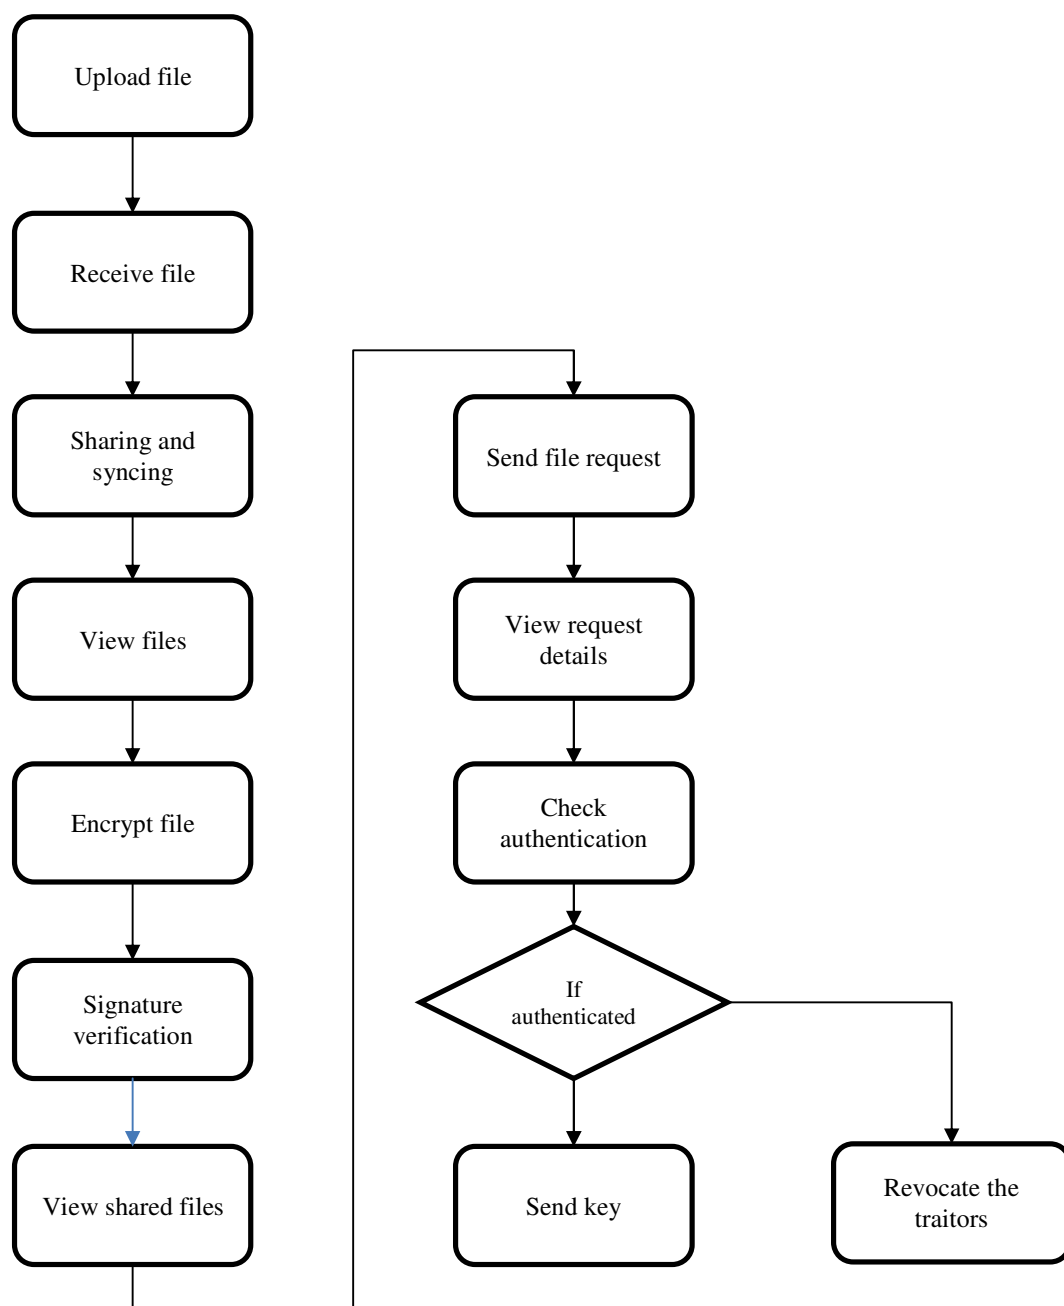 Upload file
Receive file
Sharing and
syncing
View files
Encrypt file
Signature
verification
View shared files
Send file request
View request
details
Check
authentication
If
authenticated
Send key
Revocate the
traitors